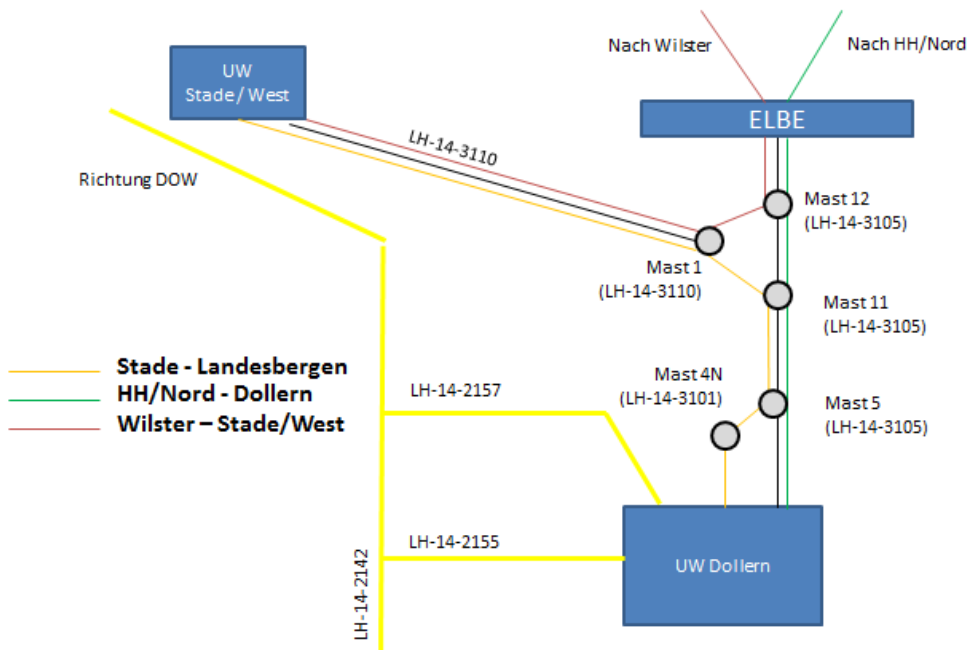 Nach Wilster
Nach HH/Nord
UW
Stade / West
ELBE
LH-14-3110
Richtung DOW
Mast 12
(LH-14-3105)
Mast 1
(LH-14-3110)
Mast 11
(LH-14-3105)
Stade - Landesbergen
HH/Nord - Dollern
Wilster – Stade/West
LH-14-2157
Mast 4N
(LH-14-3101)
Mast 5
(LH-14-3105)
LH-14-2155
LH-14-2142
UW Dollern